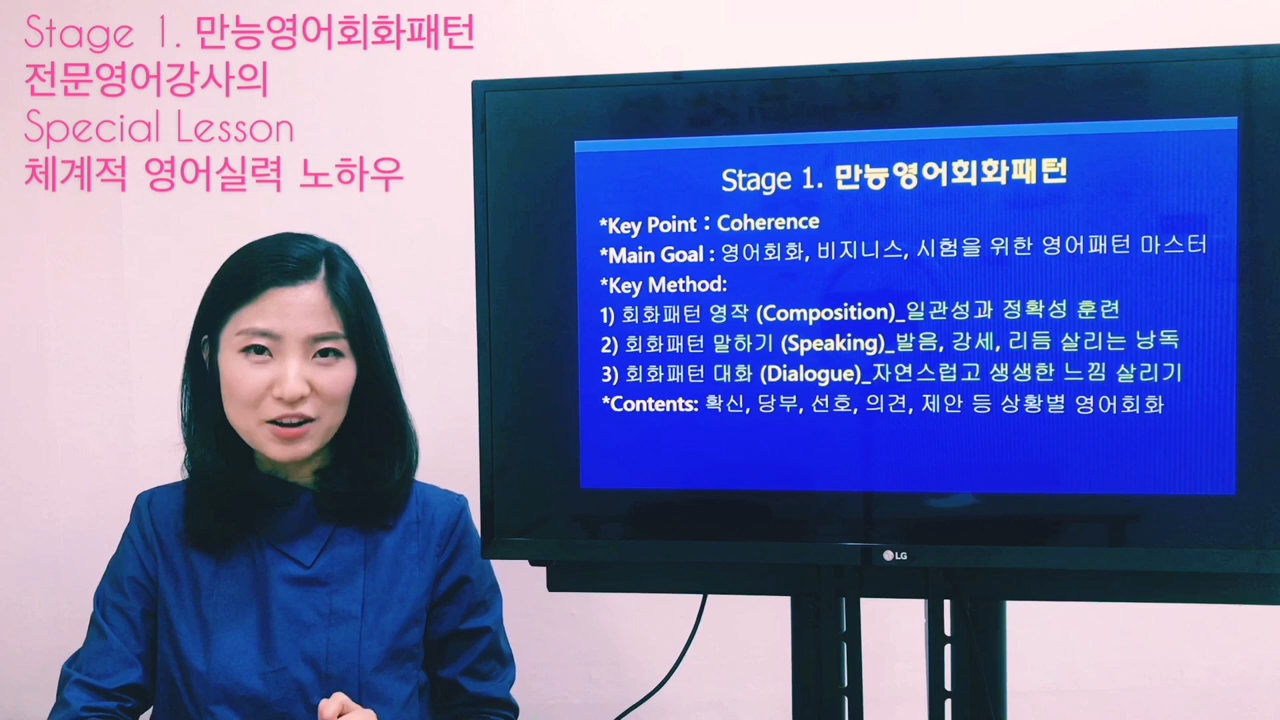 Stage 1. 만능영어회화패턴
전문영어강사의
Special Lesson
체계적 영어실력 노하우
Stage 1. 만능영어회화패턴
*Key Point : Coherence
*Main Goal : 영어회화, 비지니스, 시험을 위한 영어패턴 마스터
*Key Method:
1) 회화패턴 영작 (Composition)_일관성과 정확성 훈련
2) 회화패턴 말하기 (Speaking)_발음, 강세, 리듬 살리는 낭독
3) 회화패턴 대화 (Dialogue)_자연스럽고 생생한 느낌 살리기
*Contents: 확신, 당부, 선호, 의견, 제안 등 상황별 영어회화
LG